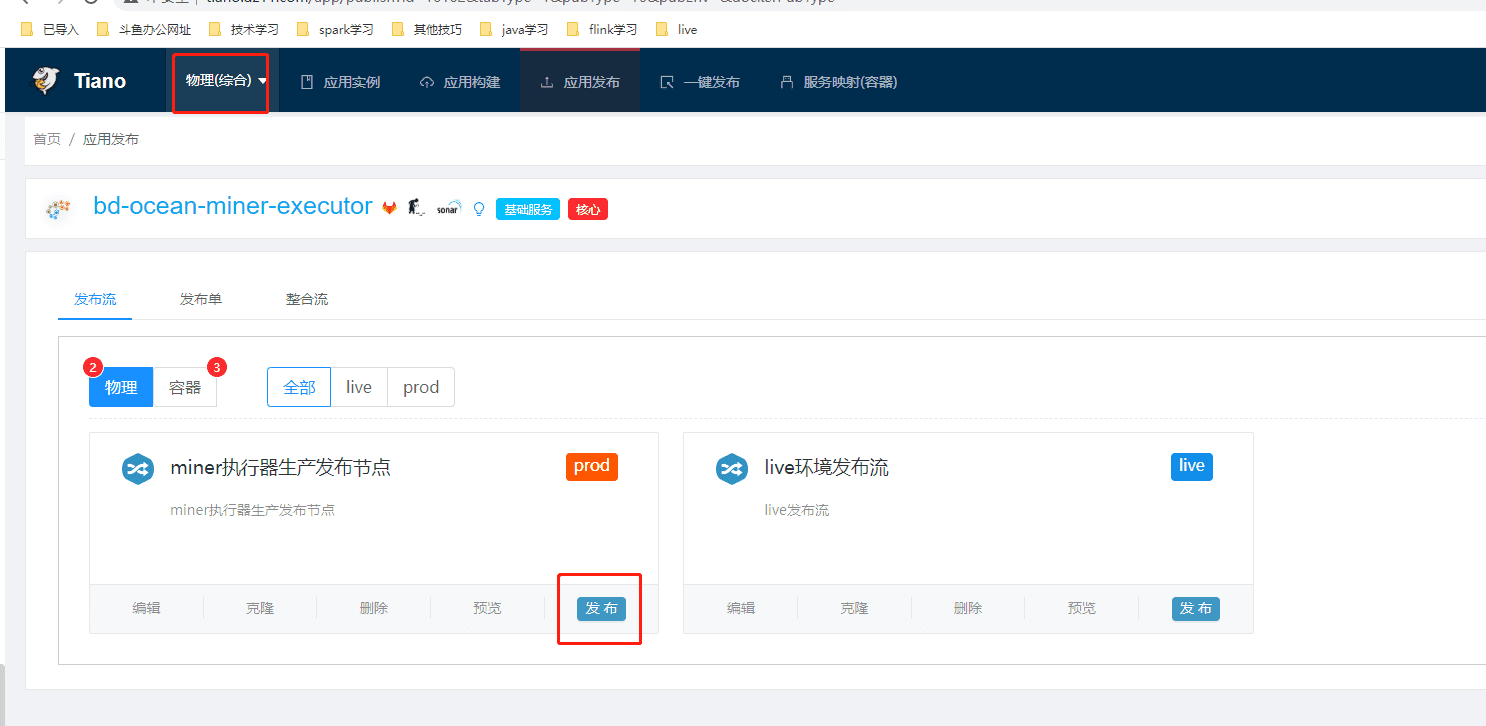 已导入 斗鱼办公网址 技术学习 spark学习 其他技巧 java学习 flink学习 live
Tiano 物理(综合) 应用实例 应用构建 应用发布 一键发布 服务映射(容器)
首页 / 应用发布
bd-ocean-miner-executor sonar 基础服务 核心
发布流 发布单 整合流
2 3
物理 容器 全部 live prod
miner执行器生产发布节点 prod live环境发布流 live
miner执行器生产发布节点 live发布流
编辑 克隆 删除 预览 发 布 编辑 克隆 删除 预览 发 布